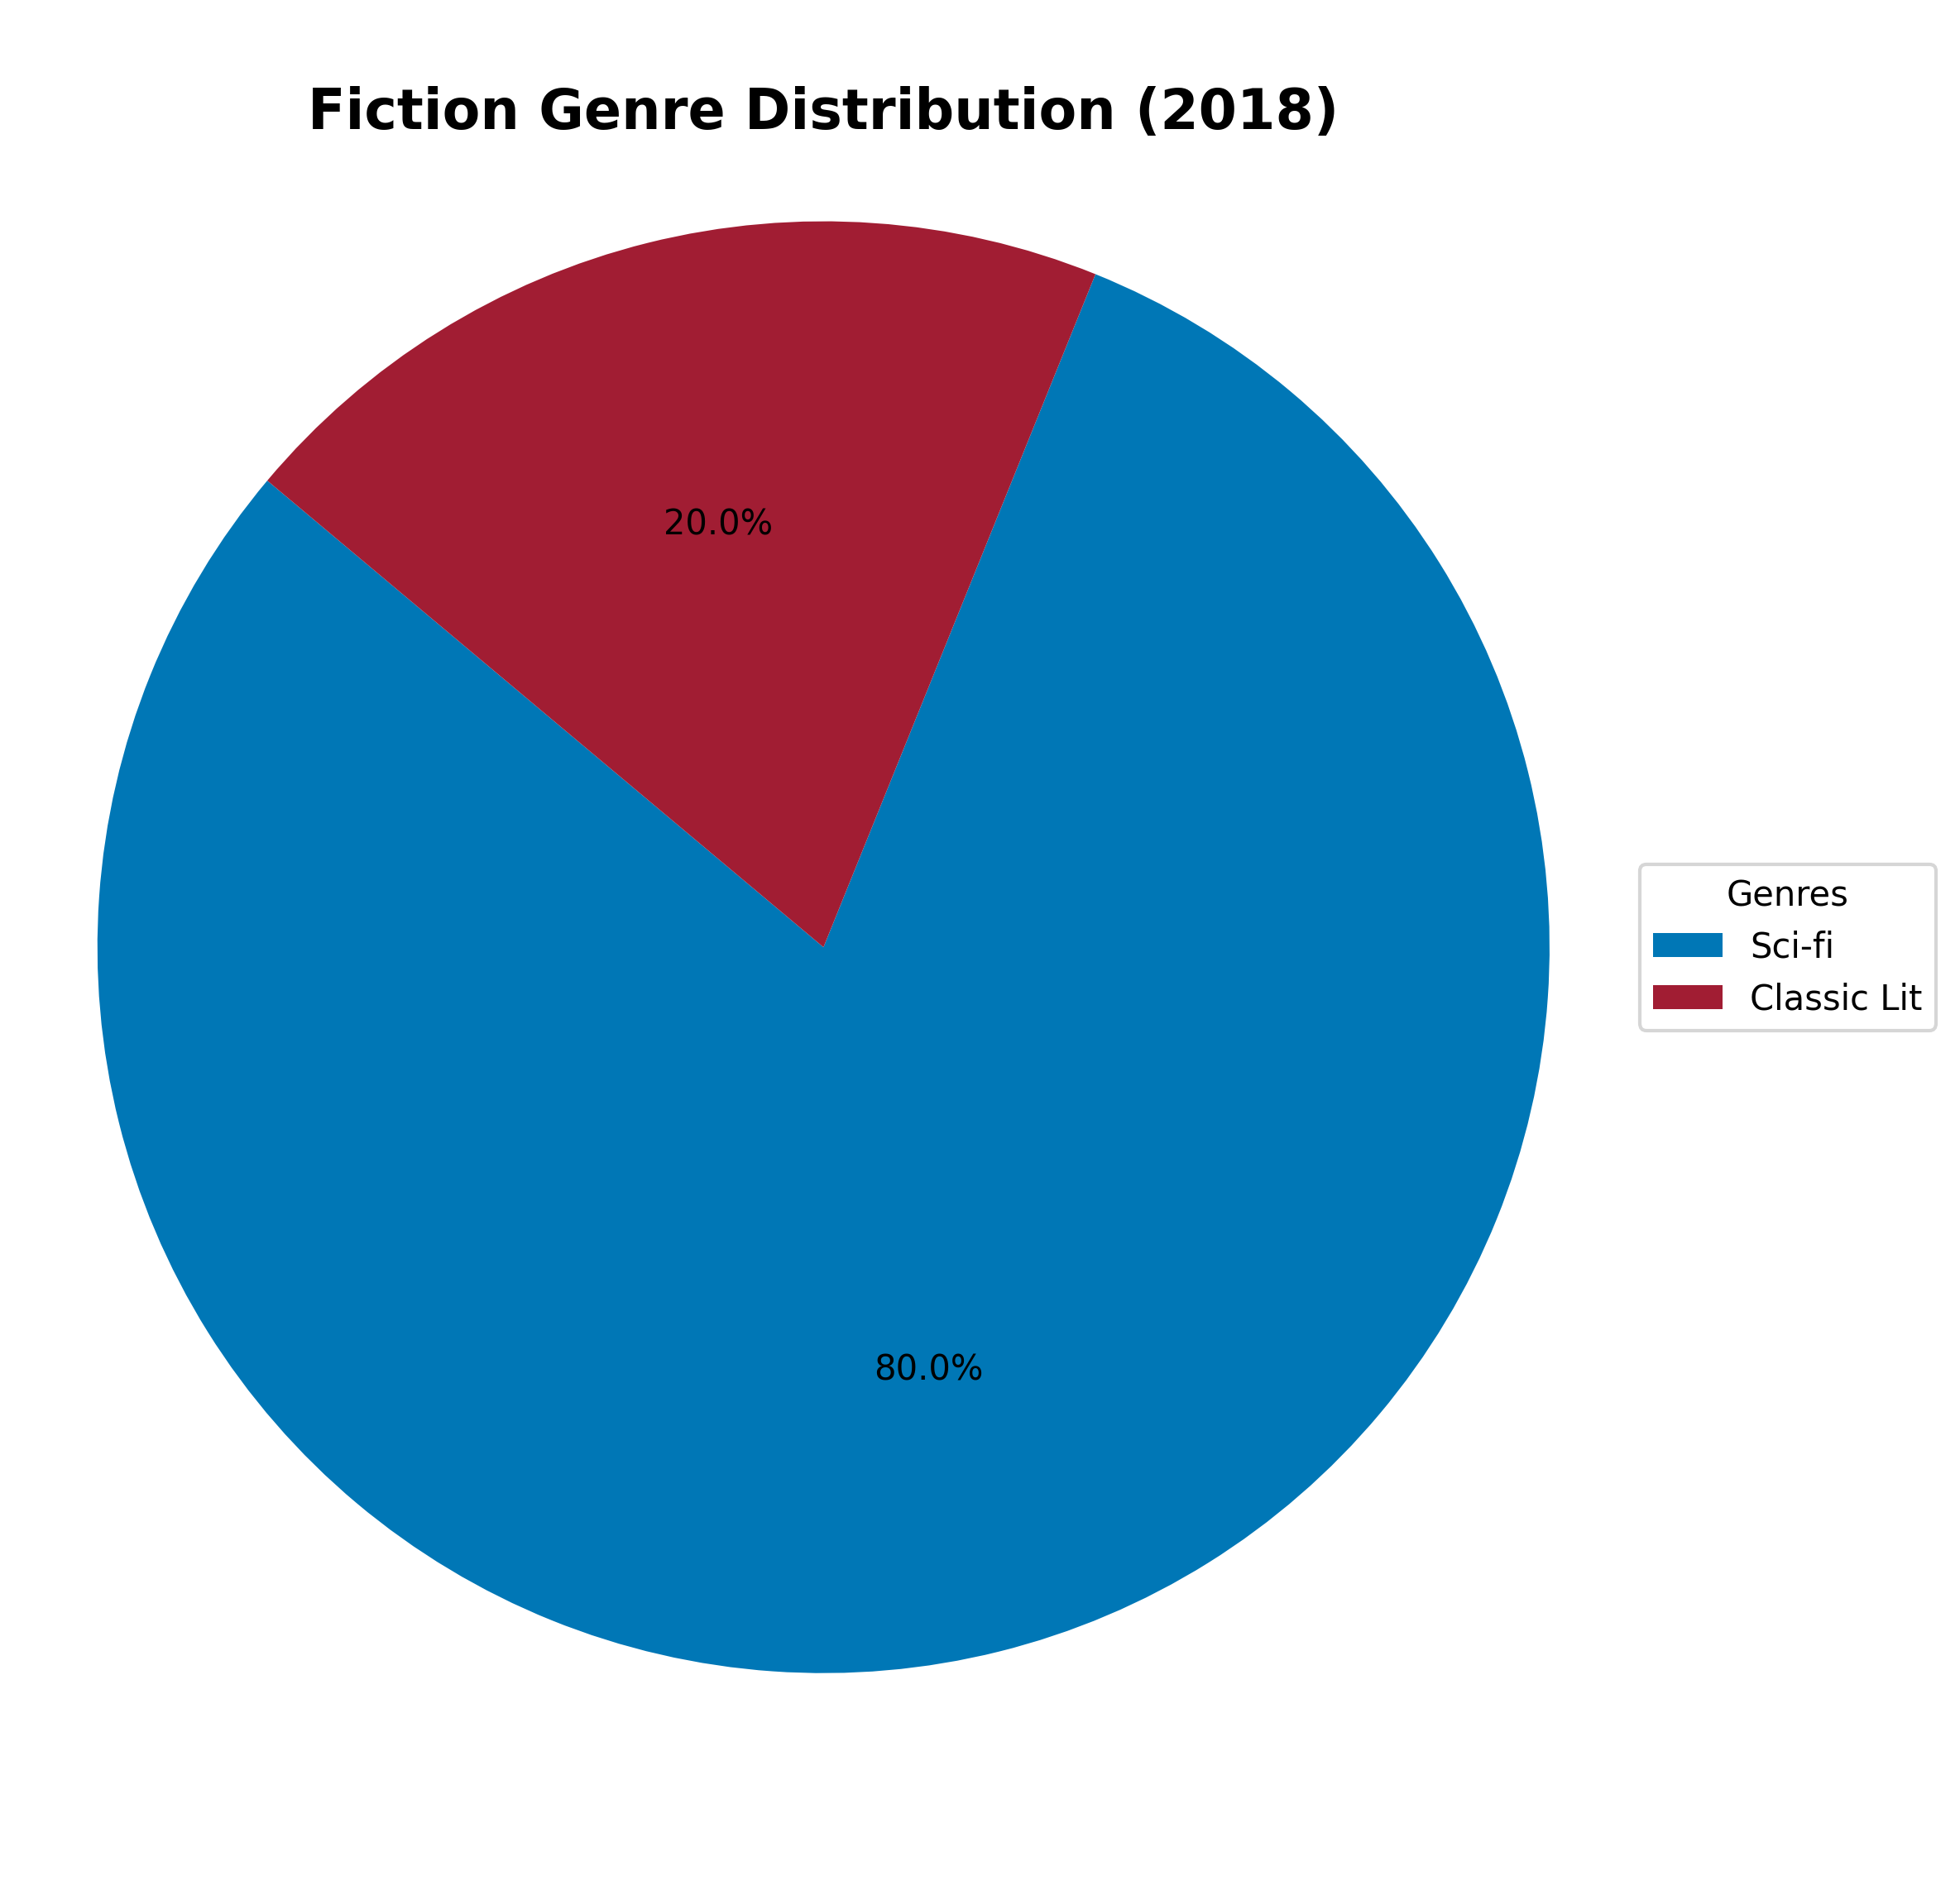 Fiction Genre Distribution (2018)
20.0%
Genres
Sci-fi
Classic Lit
80.0%